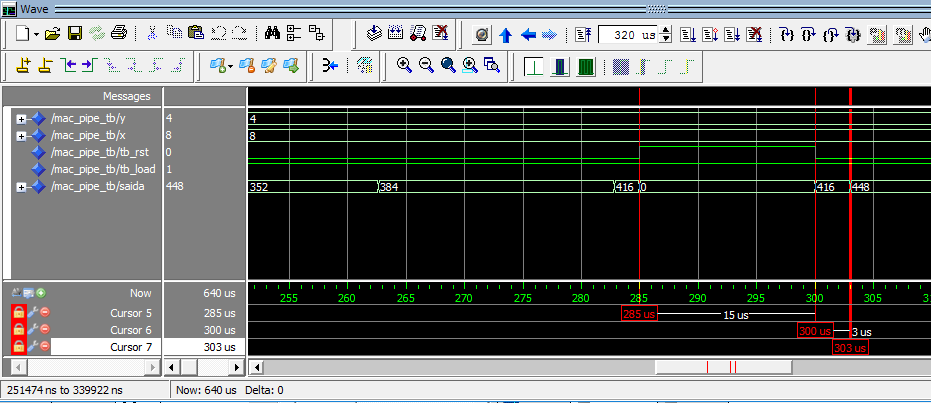 Wave
320 us
Messages
/mac_pipe_tb/y 4 4
/mac_pipe_tb/x 8 8
/mac_pipe_tb/tb_rst 0
/mac_pipe_tb/tb_load 1
/mac_pipe_tb/saida 448 352 384 416 0 416 448
Now 640 us 255 260 265 270 275 280 285 290 295 300 305
Cursor 5 285 us 285 us 15 us
Cursor 6 300 us 300 us 3 us
Cursor 7 303 us 303 us
251474 ns to 339922 ns Now: 640 us Delta: 0